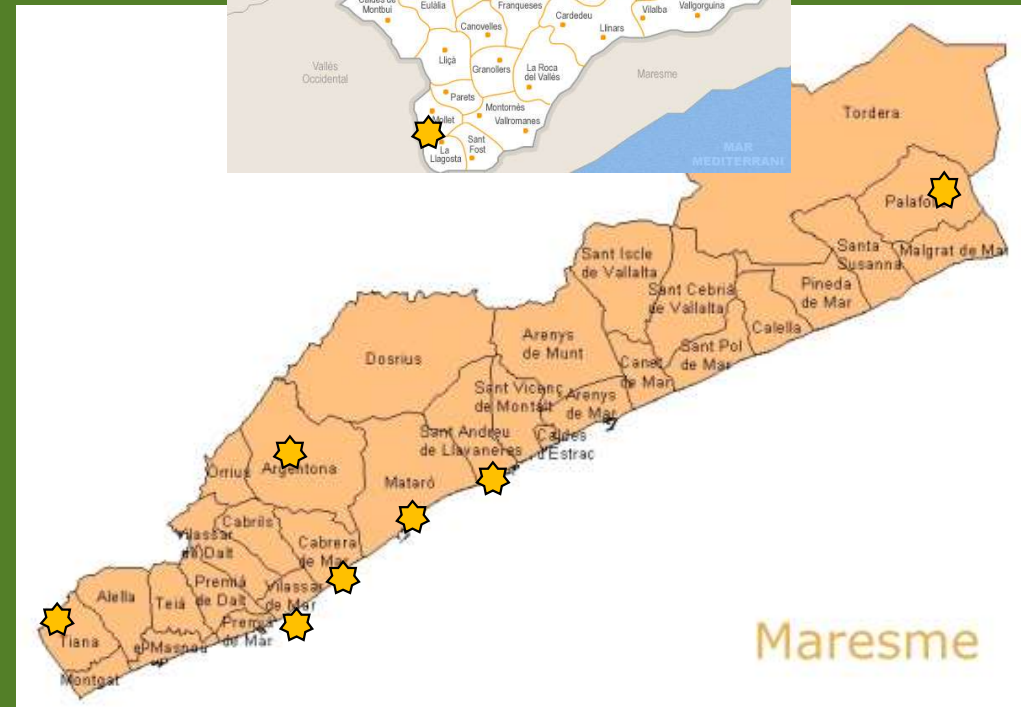 Montbui
Eulàlia
Franqueses
Canovelles
Cardedeu
Vilalba
Vallgorguina
Llinars
Lliçà
Granollers
La Roca
del Vallès
Vallès
Occidental
Maresme
Parets
Montornès
Mollet
Vallromanes
Sant
Fost
La
Llagosta
MAR
MEDITERRANI
Tordera
Santa
Susanna
Malgrat de Mar
Sant Iscle
de Vallalta
Sant Cebrià
de Vallalta
Pineda
de Mar
Calella
Sant Pol
de Mar
Arenys
de Munt
Canet
de Mar
Dosrius
Sant Vicenç
de Montalt
Arenys
de Mar
Sant Andreu
de Llavaneres
Caldes
d'Estrac
Òrrius
Argentona
Mataró
Cabrils
Vilassar
de Dalt
Cabrera
de Mar
Premià
de Dalt
Vilassar
de Mar
Alella
Teià
Premià
de Mar
Tiana
el Masnou
Montgat
Maresme